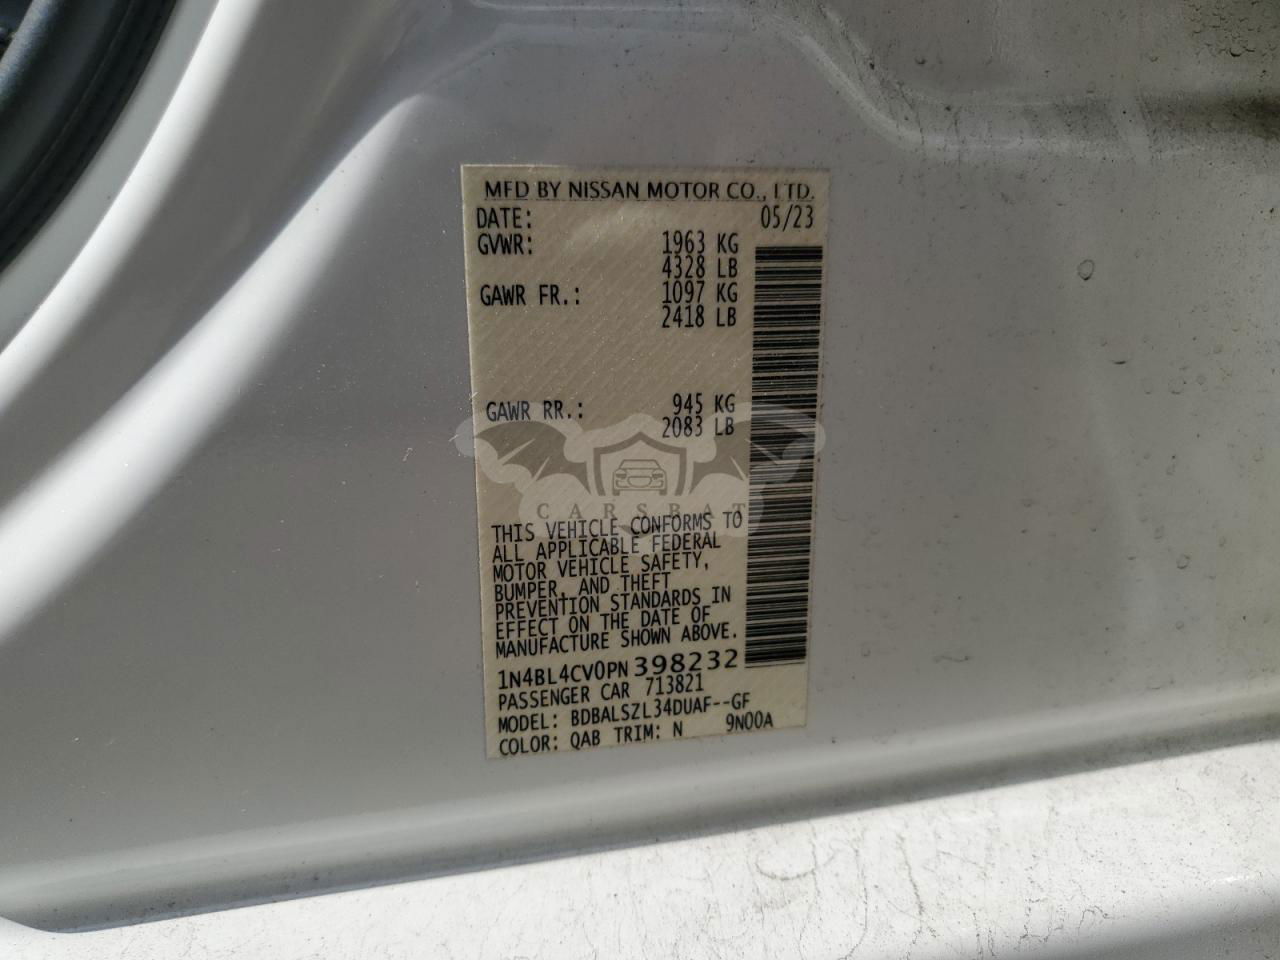 MFD BY NISSAN MOTOR CO., LTD.
DATE: 05/23
GVWR: 1963 KG
4328 LB
GAWR FR.: 1097 KG
2418 LB
GAWR RR.: 945 KG
2083 LB
CARSBAT
THIS VEHICLE CONFORMS TO
ALL APPLICABLE FEDERAL
MOTOR VEHICLE SAFETY,
BUMPER, AND THEFT
PREVENTION STANDARDS IN
EFFECT ON THE DATE OF
MANUFACTURE SHOWN ABOVE.
1N4BL4CV0PN398232
PASSENGER CAR 713821
MODEL: BDBALSZL34DUAF--GF
COLOR: QAB TRIM: N 9N00A